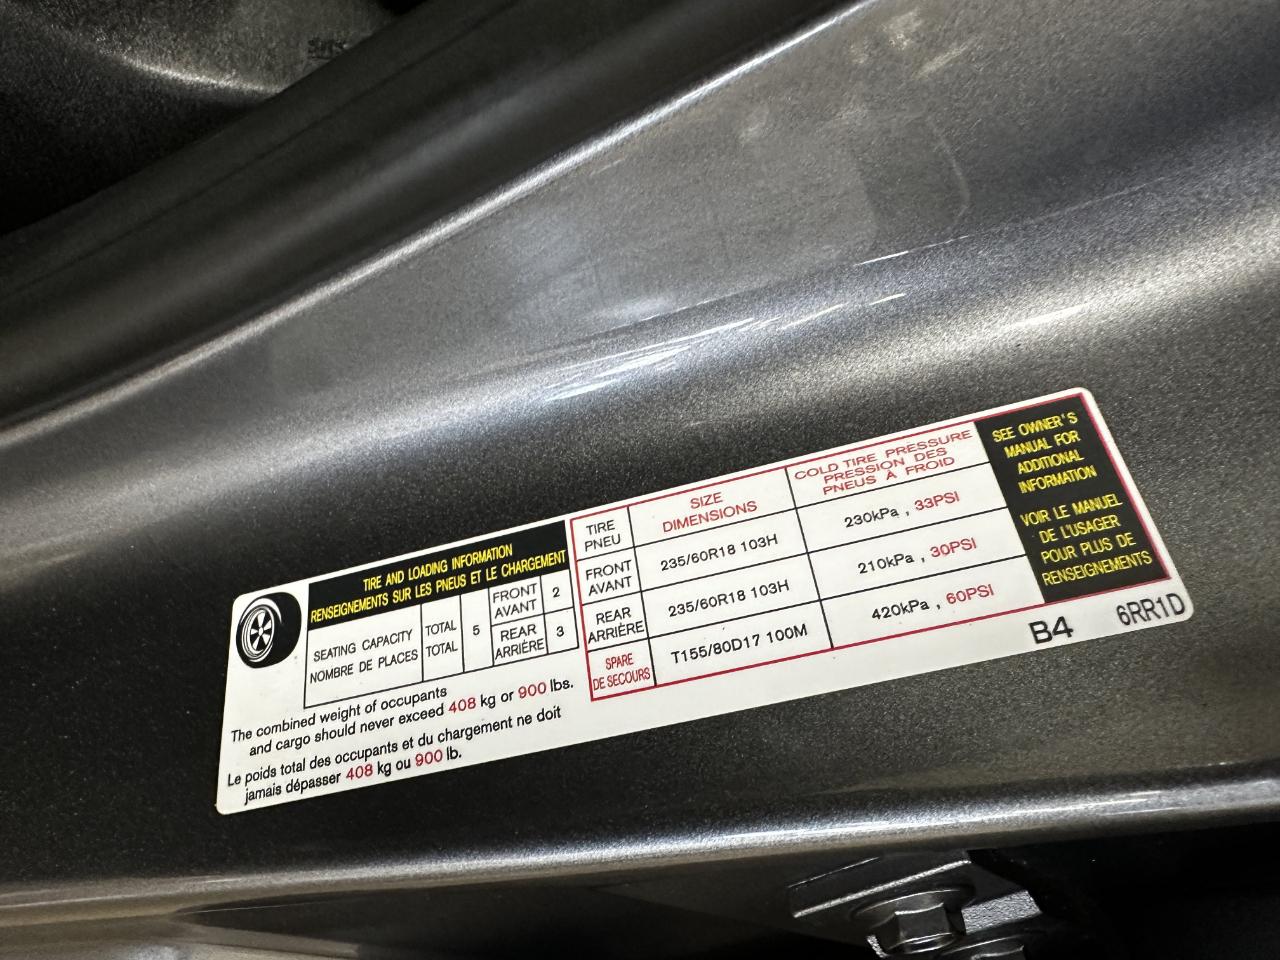 TIRE AND LOADING INFORMATION
RENSEIGNEMENTS SUR LES PNEUS ET LE CHARGEMENT
SEATING CAPACITY
NOMBRE DE PLACES
TOTAL
TOTAL
5
FRONT
AVANT
2
REAR
ARRIÈRE
3
The combined weight of occupants
and cargo should never exceed 408 kg or 900 lbs.
Le poids total des occupants et du chargement ne doit
jamais dépasser 408 kg ou 900 lb.
TIRE
PNEU
SIZE
DIMENSIONS
COLD TIRE PRESSURE
PRESSION DES
PNEUS À FROID
FRONT
AVANT
235/60R18 103H
230kPa , 33PSI
REAR
ARRIÈRE
235/60R18 103H
210kPa , 30PSI
SPARE
DE SECOURS
T155/80D17 100M
420kPa , 60PSI
SEE OWNER'S
MANUAL FOR
ADDITIONAL
INFORMATION
VOIR LE MANUEL
DE L'USAGER
POUR PLUS DE
RENSEIGNEMENTS
B4 6RR1D